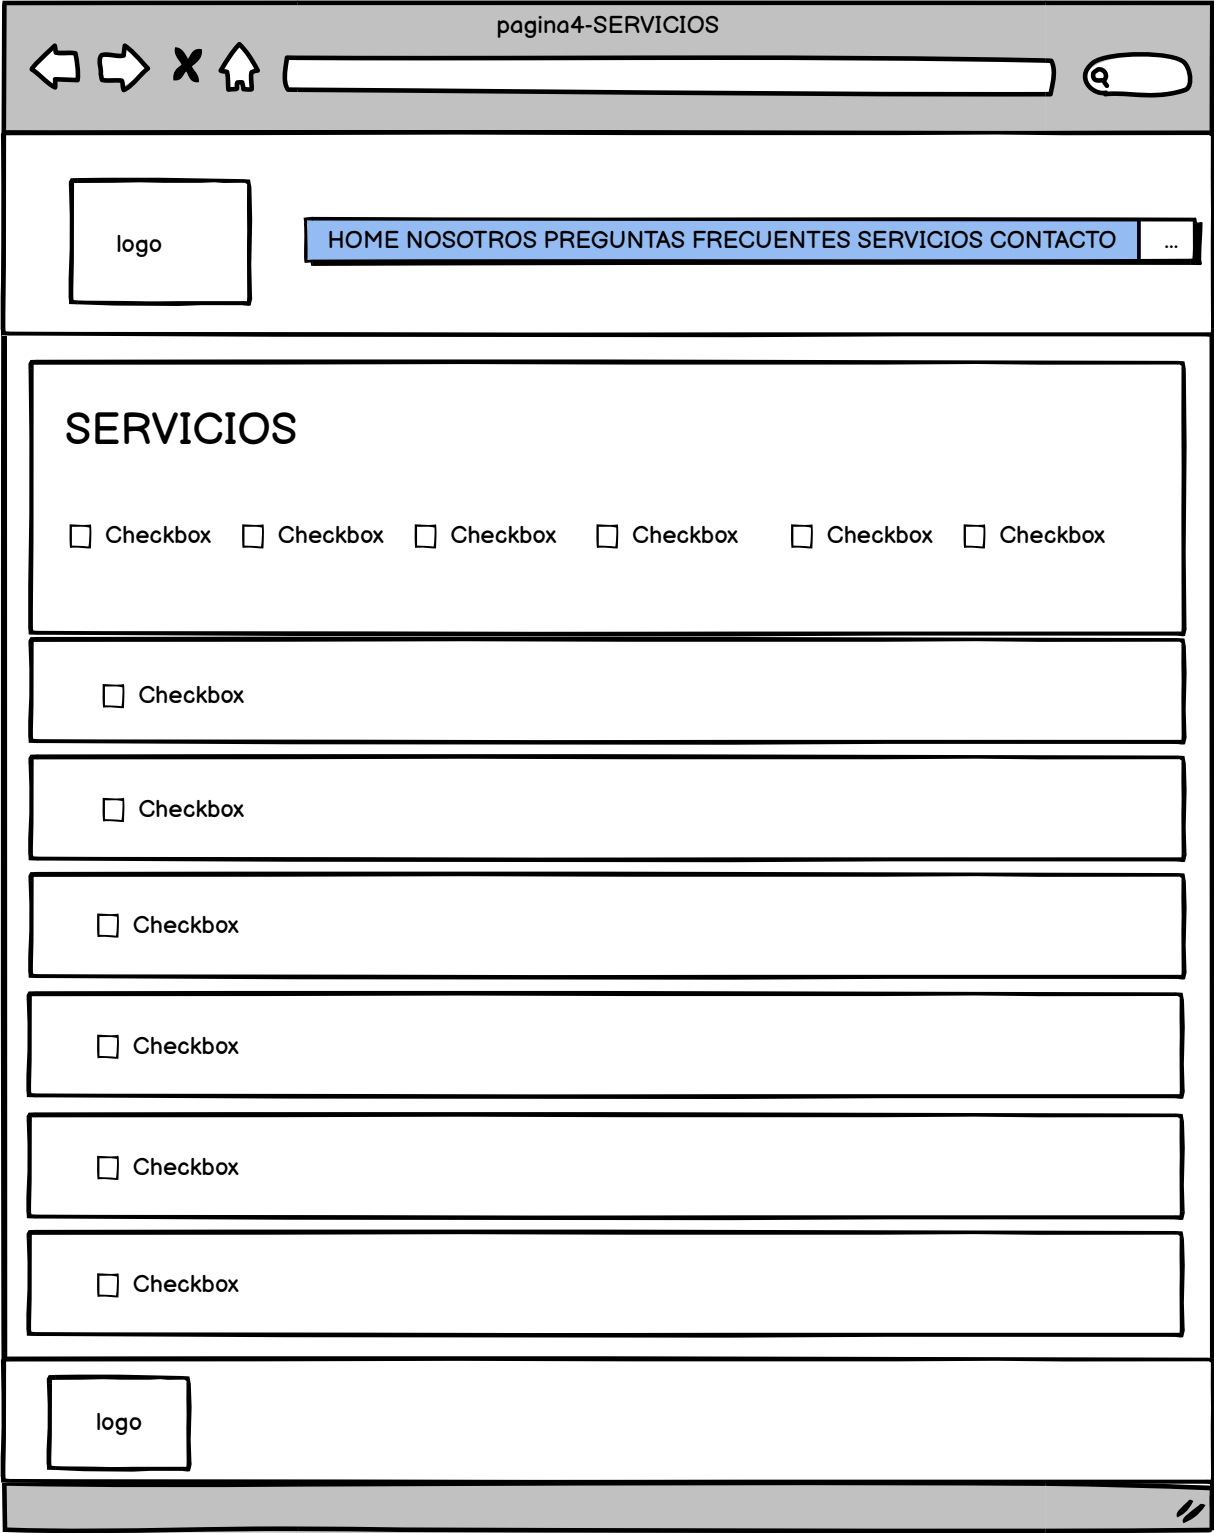 pagina4-SERVICIOS
logo
HOME NOSOTROS PREGUNTAS FRECUENTES SERVICIOS CONTACTO ...
SERVICIOS
Checkbox Checkbox Checkbox Checkbox Checkbox Checkbox
Checkbox
Checkbox
Checkbox
Checkbox
Checkbox
Checkbox
logo